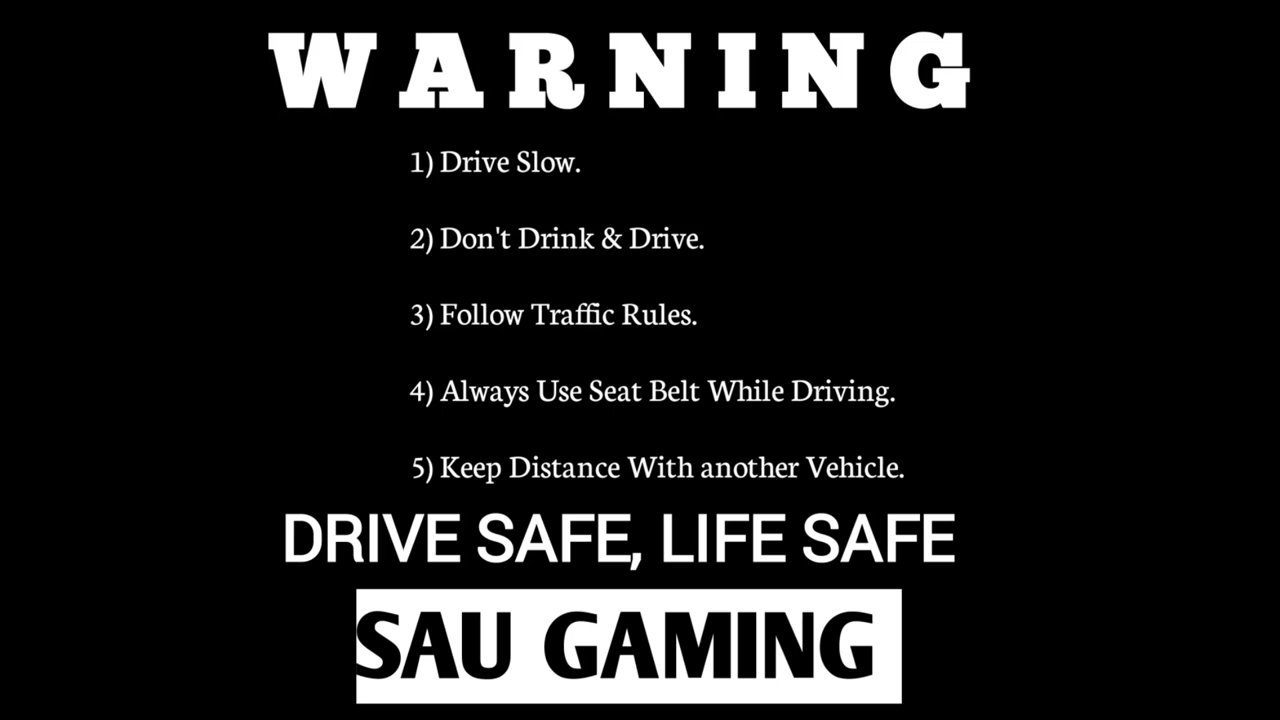 WARNING
1) Drive Slow.
2) Don't Drink & Drive.
3) Follow Traffic Rules.
4) Always Use Seat Belt While Driving.
5) Keep Distance With another Vehicle.
DRIVE SAFE, LIFE SAFE
SAU GAMING